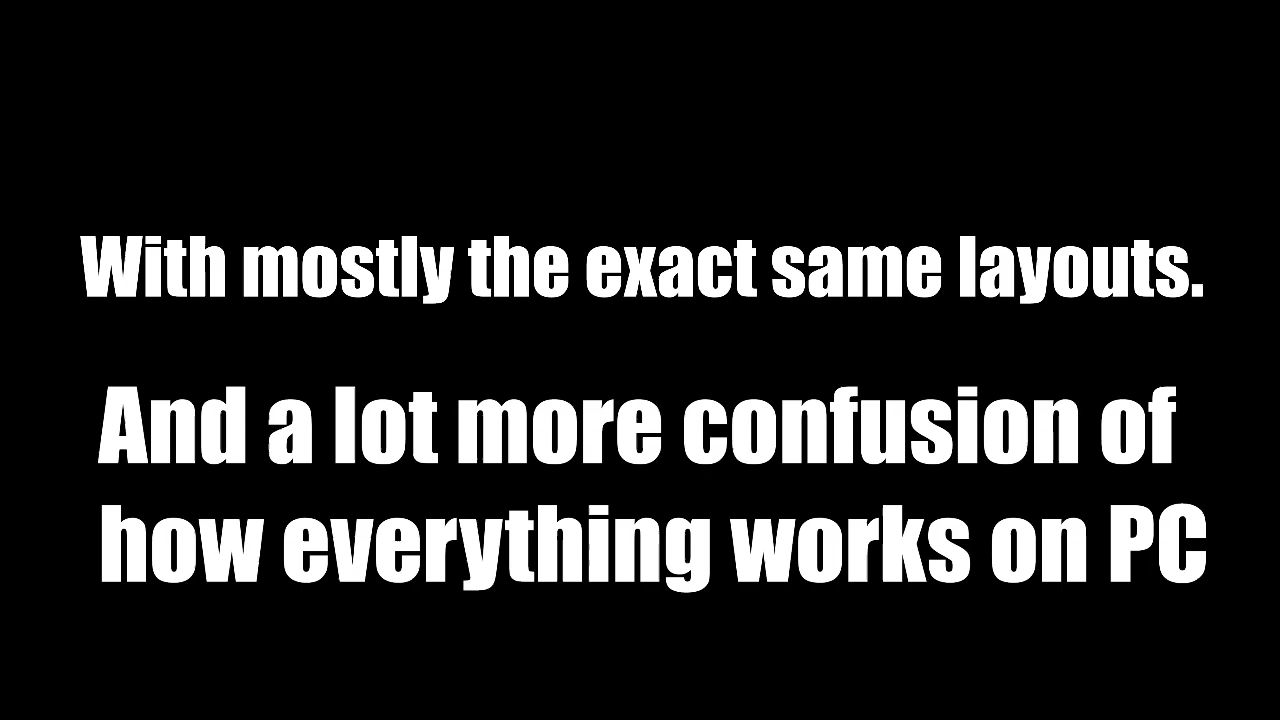 With mostly the exact same layouts.
And a lot more confusion of
how everything works on PC